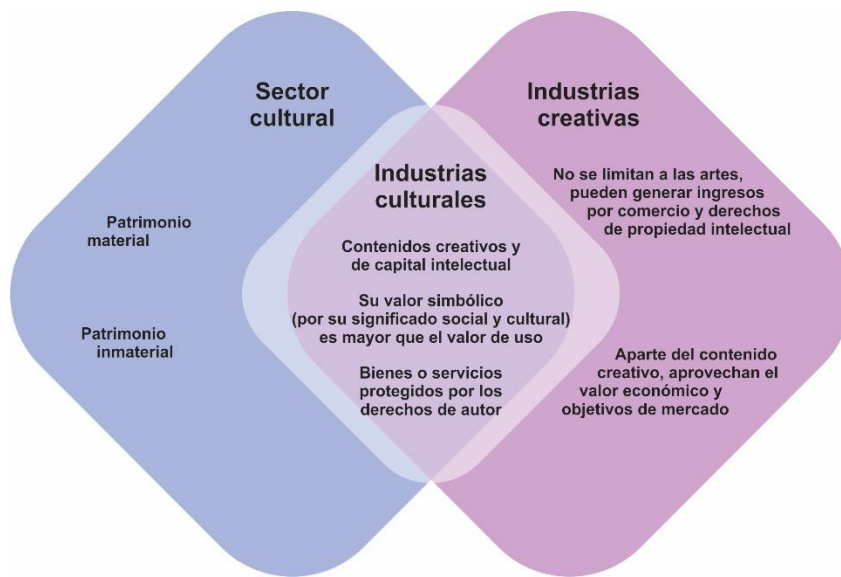 Sector
cultural
Patrimonio
material
Patrimonio
inmaterial
Industrias
culturales
Contenidos creativos y
de capital intelectual
Su valor simbólico
(por su significado social y cultural)
es mayor que el valor de uso
Bienes o servicios
protegidos por los
derechos de autor
Industrias
creativas
No se limitan a las artes,
pueden generar ingresos
por comercio y derechos
de propiedad intelectual
Aparte del contenido
creativo, aprovechan el
valor económico y
objetivos de mercado